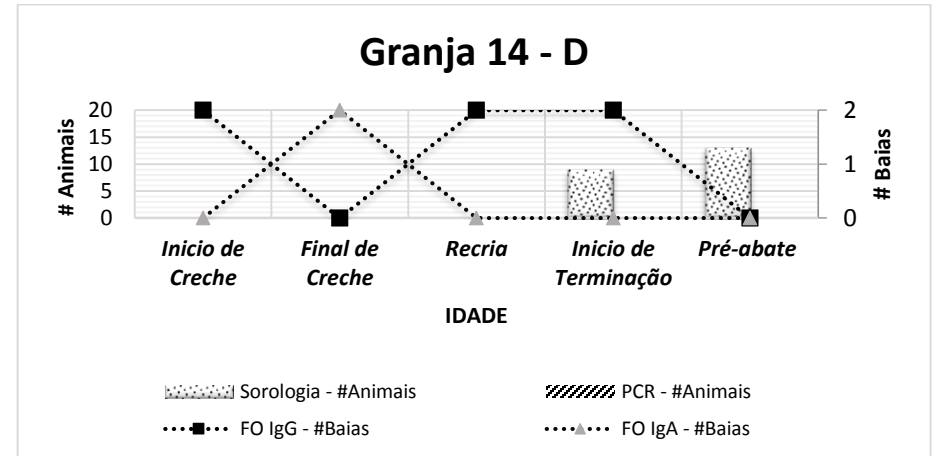 Granja 14 - D
# Animais
20
15
10
5
0
# Baias
2
1
0
Inicio de Creche
Final de Creche
Recria
Inicio de Terminação
Pré-abate
IDADE
Sorologia - #Animais
PCR - #Animais
FO IgG - #Baias
FO IgA - #Baias